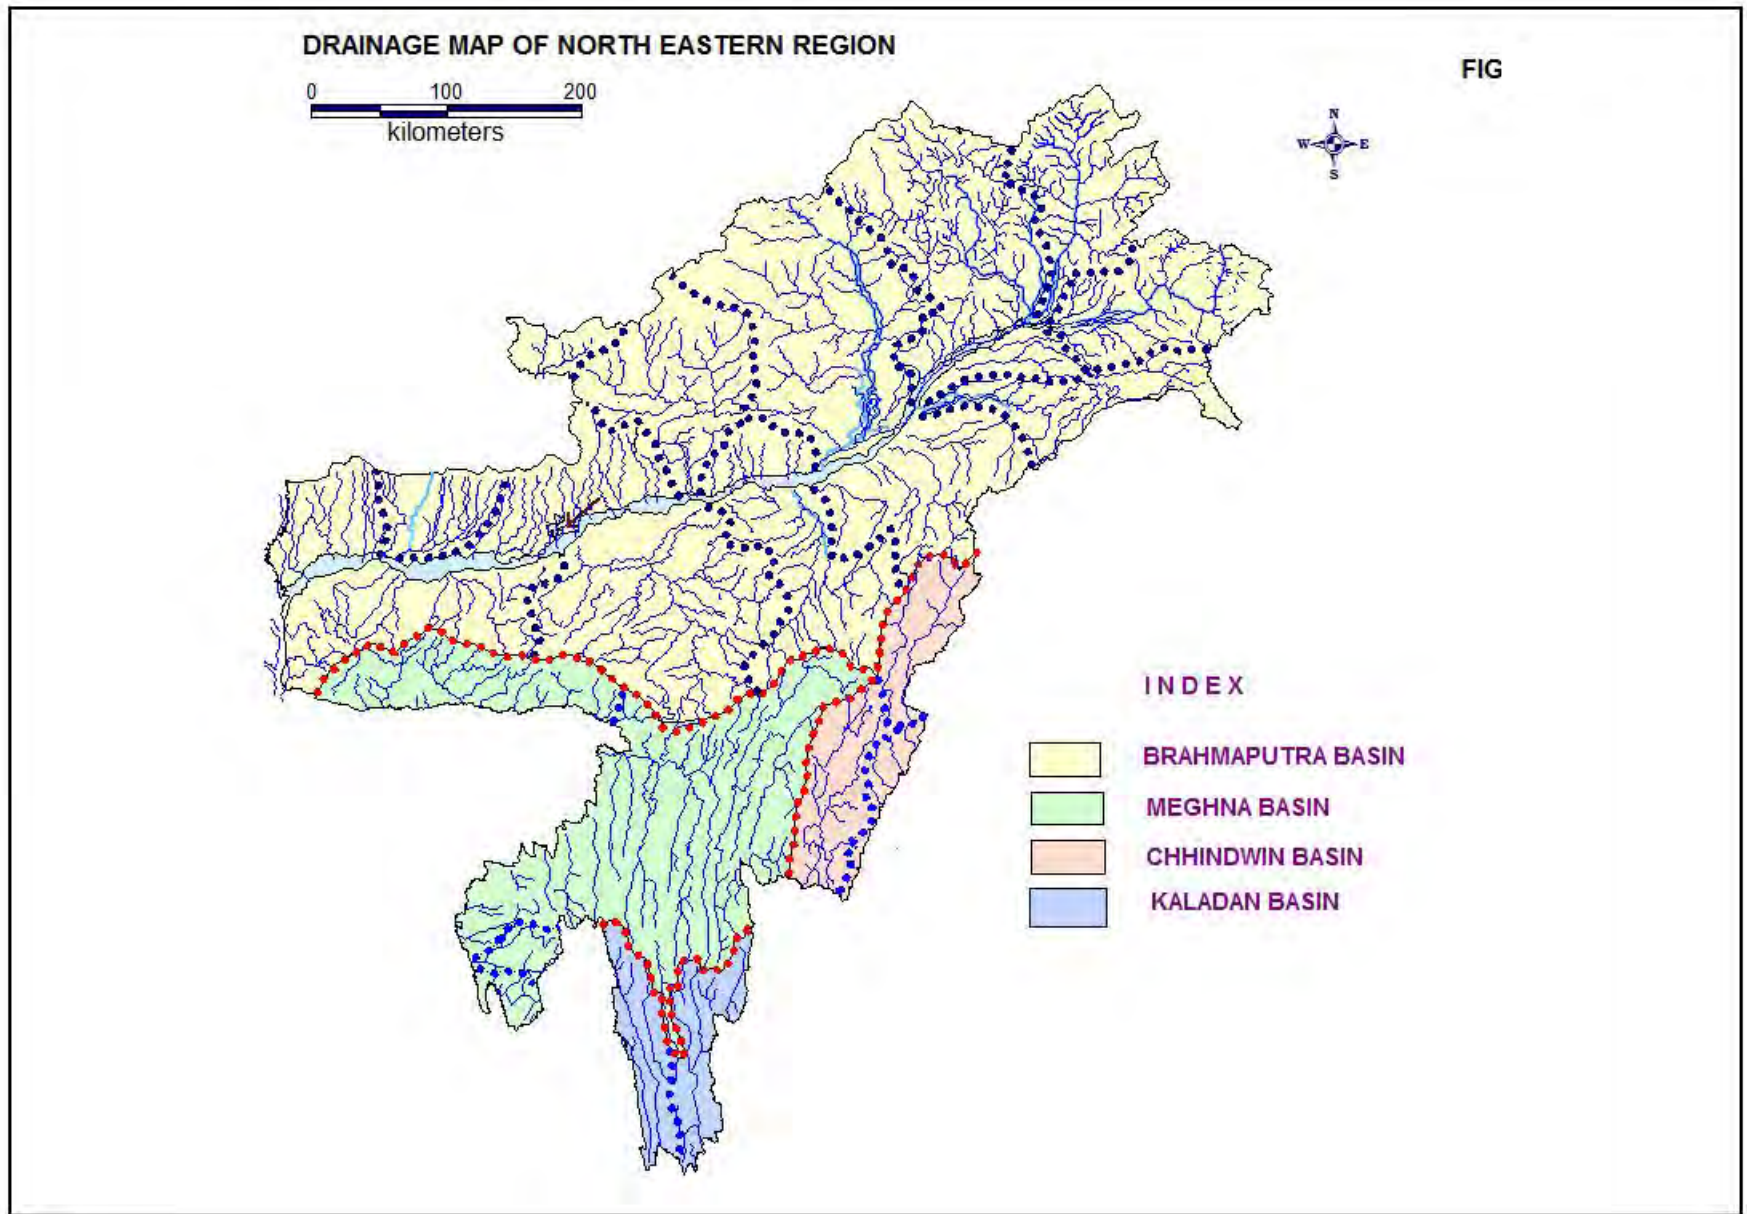 DRAINAGE MAP OF NORTH EASTERN REGION
FIG
0 100 200
kilometers
N
W E
S
INDEX
BRAHMAPUTRA BASIN
MEGHNA BASIN
CHHINDWIN BASIN
KALADAN BASIN